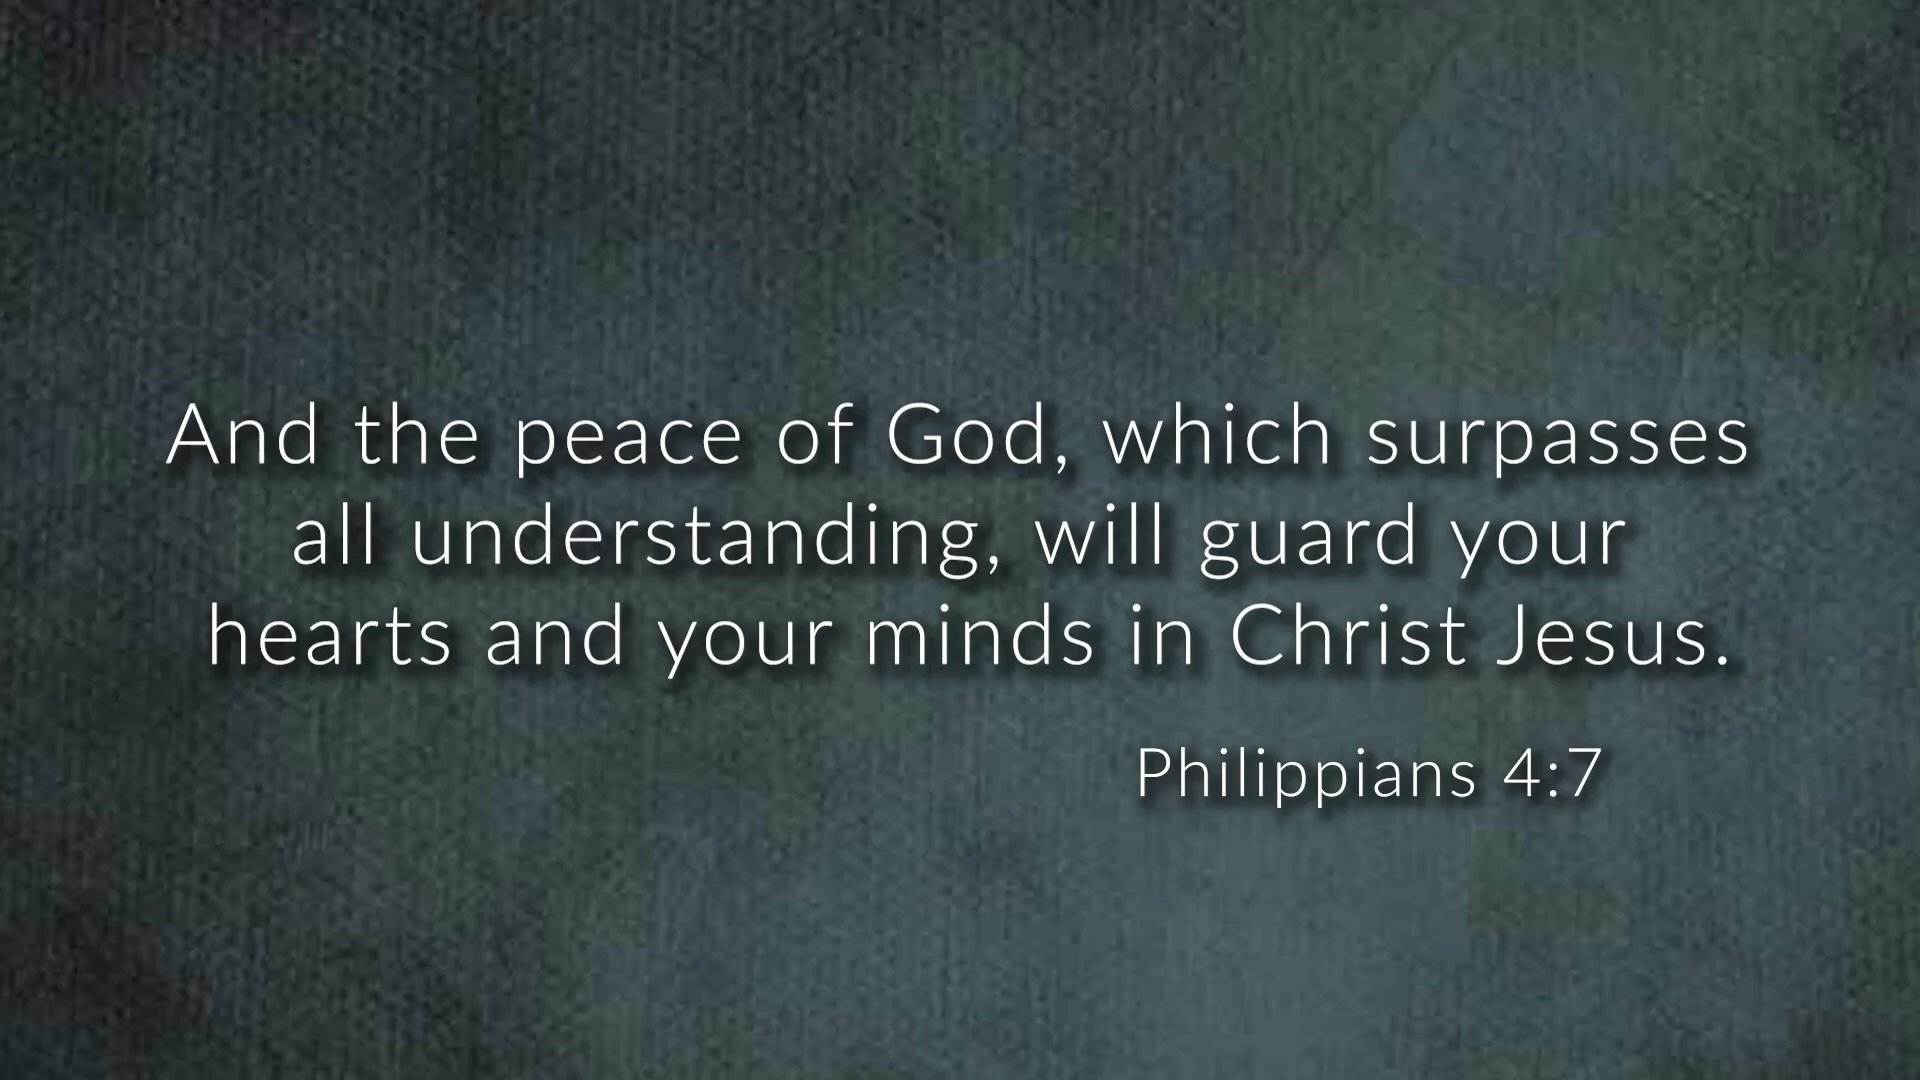 And the peace of God, which surpasses
all understanding, will guard your
hearts and your minds in Christ Jesus.
Philippians 4:7